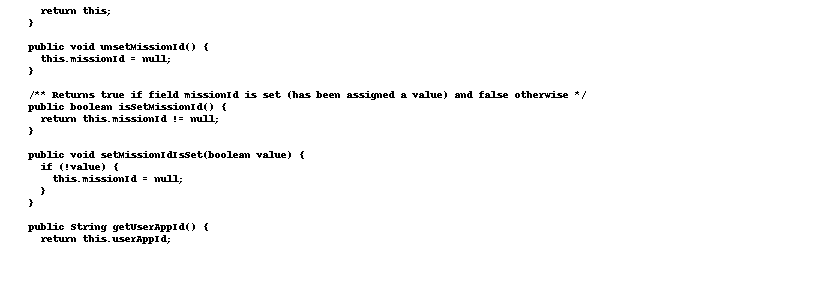 return this;
}
public void unsetMissionId() {
this.missionId = null;
}
/** Returns true if field missionId is set (has been assigned a value) and false otherwise */
public boolean isSetMissionId() {
return this.missionId != null;
}
public void setMissionIdIsSet(boolean value) {
if (!value) {
this.missionId = null;
}
}
public String getUserAppId() {
return this.userAppId;